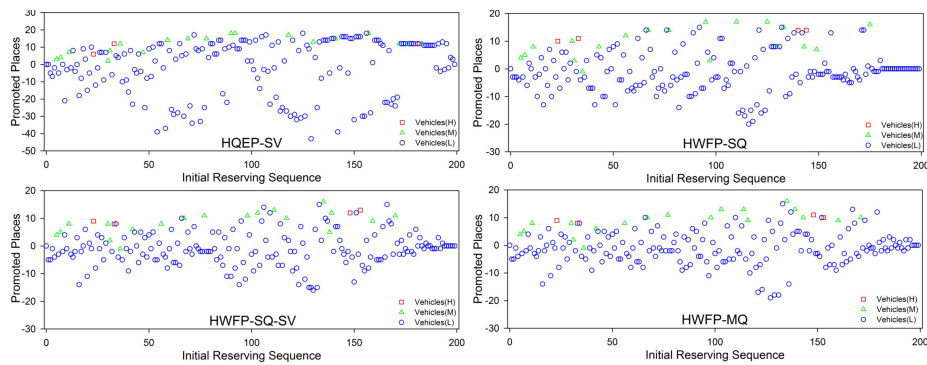 30
20
10
0
-10
-20
-30
-40
-50
Promoted Places
HQEP-SV
Vehicles(H)
Vehicles(M)
Vehicles(L)
0 50 100 150 200
Initial Reserving Sequence
20
10
0
-10
-20
Promoted Places
HWFP-SQ
Vehicles(H)
Vehicles(M)
Vehicles(L)
0 50 100 150 200
Initial Reserving Sequence
20
10
0
-10
-20
-30
Promoted Places
HWFP-SQ-SV
Vehicles(H)
Vehicles(M)
Vehicles(L)
0 50 100 150 200
Initial Reserving Sequence
20
10
0
-10
-20
-30
Promoted Places
HWFP-MQ
Vehicles(H)
Vehicles(M)
Vehicles(L)
0 50 100 150 200
Initial Reserving Sequence